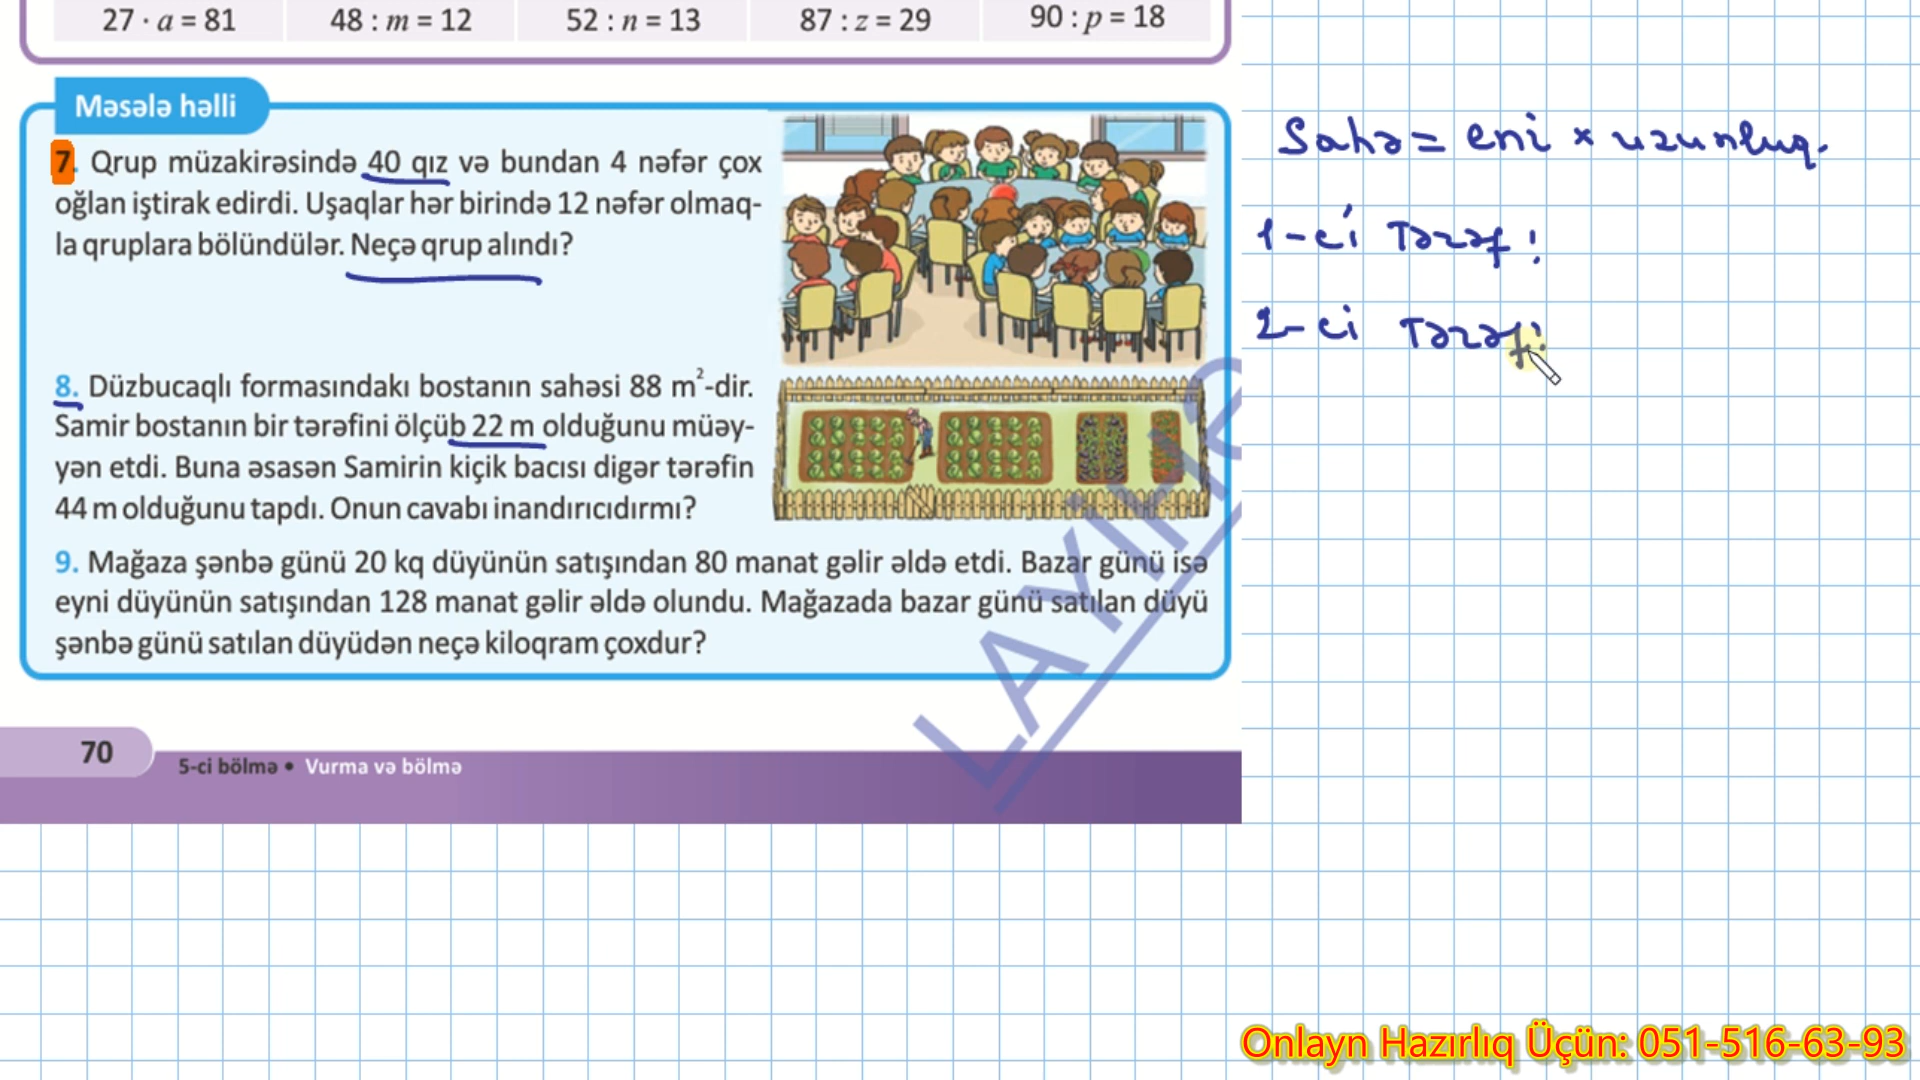 27 · a = 81 48 : m = 12 52 : n = 13 87 : z = 29 90 : p = 18
Məsələ həlli
7. Qrup müzakirəsində 40 qız və bundan 4 nəfər çox
oğlan iştirak edirdi. Uşaqlar hər birində 12 nəfər olmaq-
la qruplara bölündülər. Neçə qrup alındı?
8. Düzbucaqlı formasındakı bostanın sahəsi 88 m²-dir.
Samir bostanın bir tərəfini ölçüb 22 m olduğunu müəy-
yən etdi. Buna əsasən Samirin kiçik bacısı digər tərəfin
44 m olduğunu tapdı. Onun cavabı inandırıcıdırmı?
9. Mağaza şənbə günü 20 kq düyünün satışından 80 manat gəlir əldə etdi. Bazar günü isə
eyni düyünün satışından 128 manat gəlir əldə olundu. Mağazada bazar günü satılan düyü
şənbə günü satılan düyüdən neçə kiloqram çoxdur?
70
5-ci bölmə • Vurma və bölmə
LAYİHƏ
Sahə = eni × uzunluq.
1-ci Tərəf:
2-ci Tərəf:
Onlayn Hazırlıq Üçün: 051-516-63-93